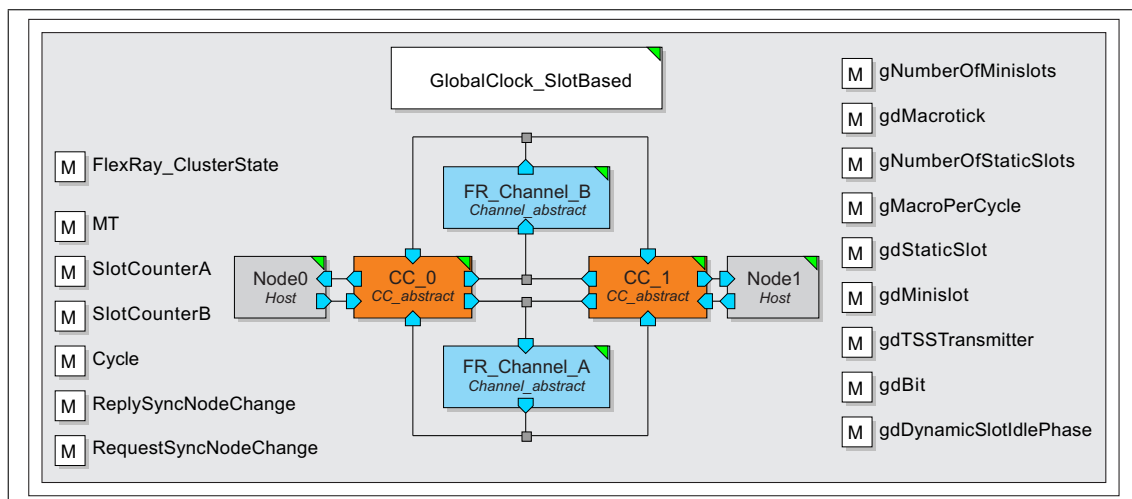 GlobalClock_SlotBased
M FlexRay_ClusterState
M MT
M SlotCounterA
M SlotCounterB
M Cycle
M ReplySyncNodeChange
M RequestSyncNodeChange
FR_Channel_B
Channel_abstract
Node0
Host
CC_0
CC_abstract
CC_1
CC_abstract
Node1
Host
FR_Channel_A
Channel_abstract
M gNumberOfMinislots
M gdMacrotick
M gNumberOfStaticSlots
M gMacroPerCycle
M gdStaticSlot
M gdMinislot
M gdTSSTransmitter
M gdBit
M gdDynamicSlotIdlePhase